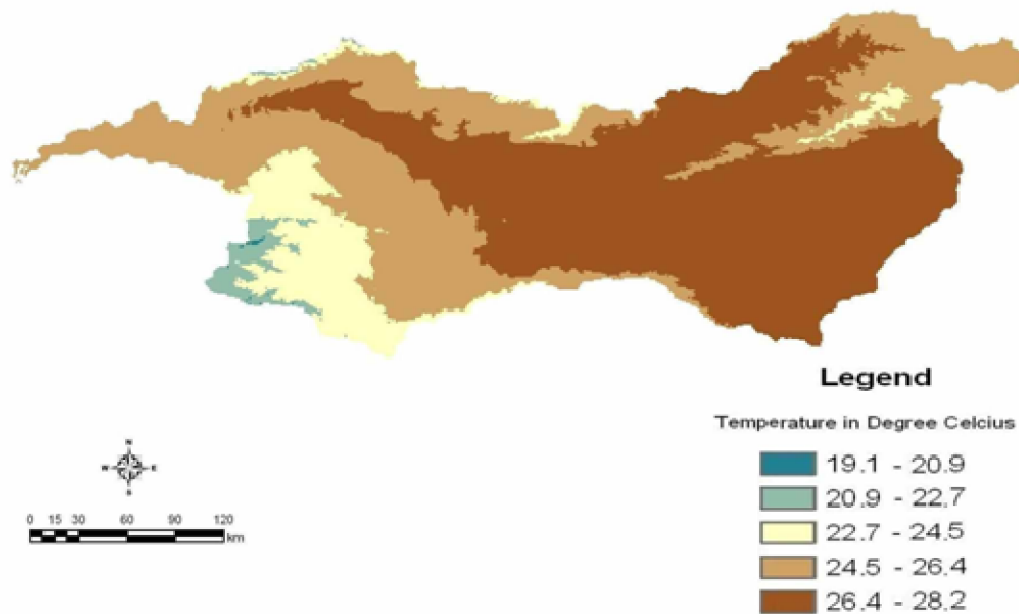 Legend
Temperature in Degree Celcius
19.1 - 20.9
20.9 - 22.7
22.7 - 24.5
24.5 - 26.4
26.4 - 28.2
N
W E
S
0 15 30 60 90 120
km